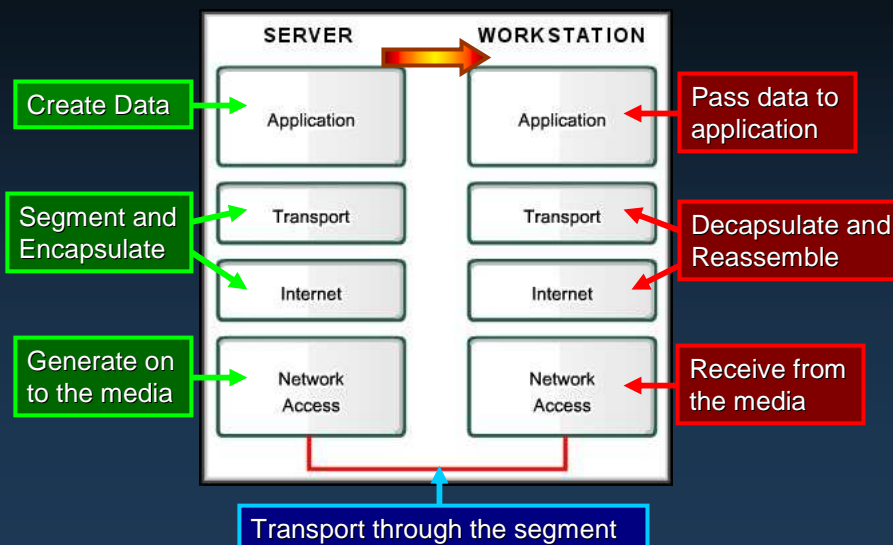 SERVER
WORKSTATION
Create Data
Application
Application
Pass data to
application
Segment and
Encapsulate
Transport
Transport
Decapsulate and
Reassemble
Internet
Internet
Generate on
to the media
Network
Access
Network
Access
Receive from
the media
Transport through the segment